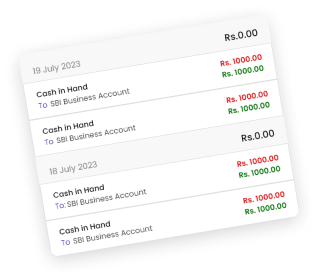 19 July 2023 Rs.0.00
Cash in Hand Rs. 1000.00
To SBI Business Account Rs. 1000.00
Cash in Hand Rs. 1000.00
To SBI Business Account Rs. 1000.00
18 July 2023 Rs.0.00
Cash in Hand Rs. 1000.00
To: SBI Business Account Rs. 1000.00
Cash in Hand Rs. 1000.00
To SBI Business Account Rs. 1000.00